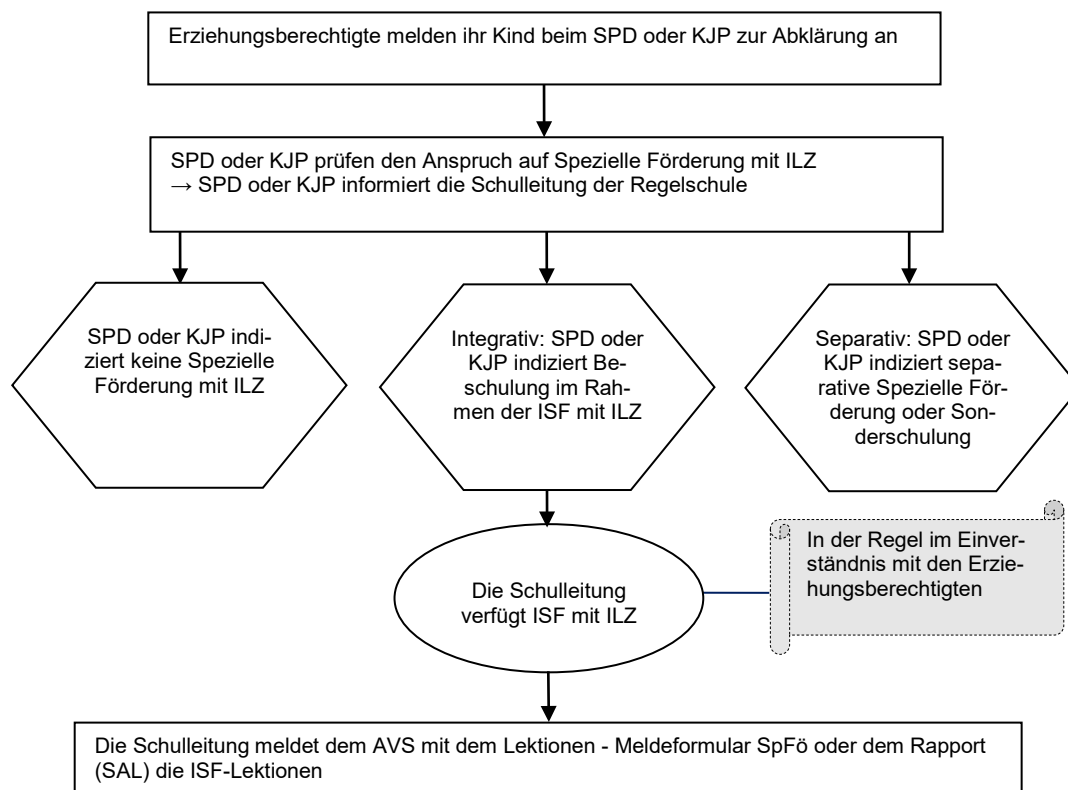 Erziehungsberechtigte melden ihr Kind beim SPD oder KJP zur Abklärung an
SPD oder KJP prüfen den Anspruch auf Spezielle Förderung mit ILZ
→ SPD oder KJP informiert die Schulleitung der Regelschule
SPD oder KJP indi-
ziert keine Spezielle
Förderung mit ILZ
Integrativ: SPD oder
KJP indiziert Be-
schulung im Rah-
men der ISF mit ILZ
Separativ: SPD oder
KJP indiziert sepa-
rative Spezielle För-
derung oder Son-
derschulung
Die Schulleitung
verfügt ISF mit ILZ
In der Regel im Einver-
ständnis mit den Erzie-
hungsberechtigten
Die Schulleitung meldet dem AVS mit dem Lektionen - Meldeformular SpFö oder dem Rapport
(SAL) die ISF-Lektionen